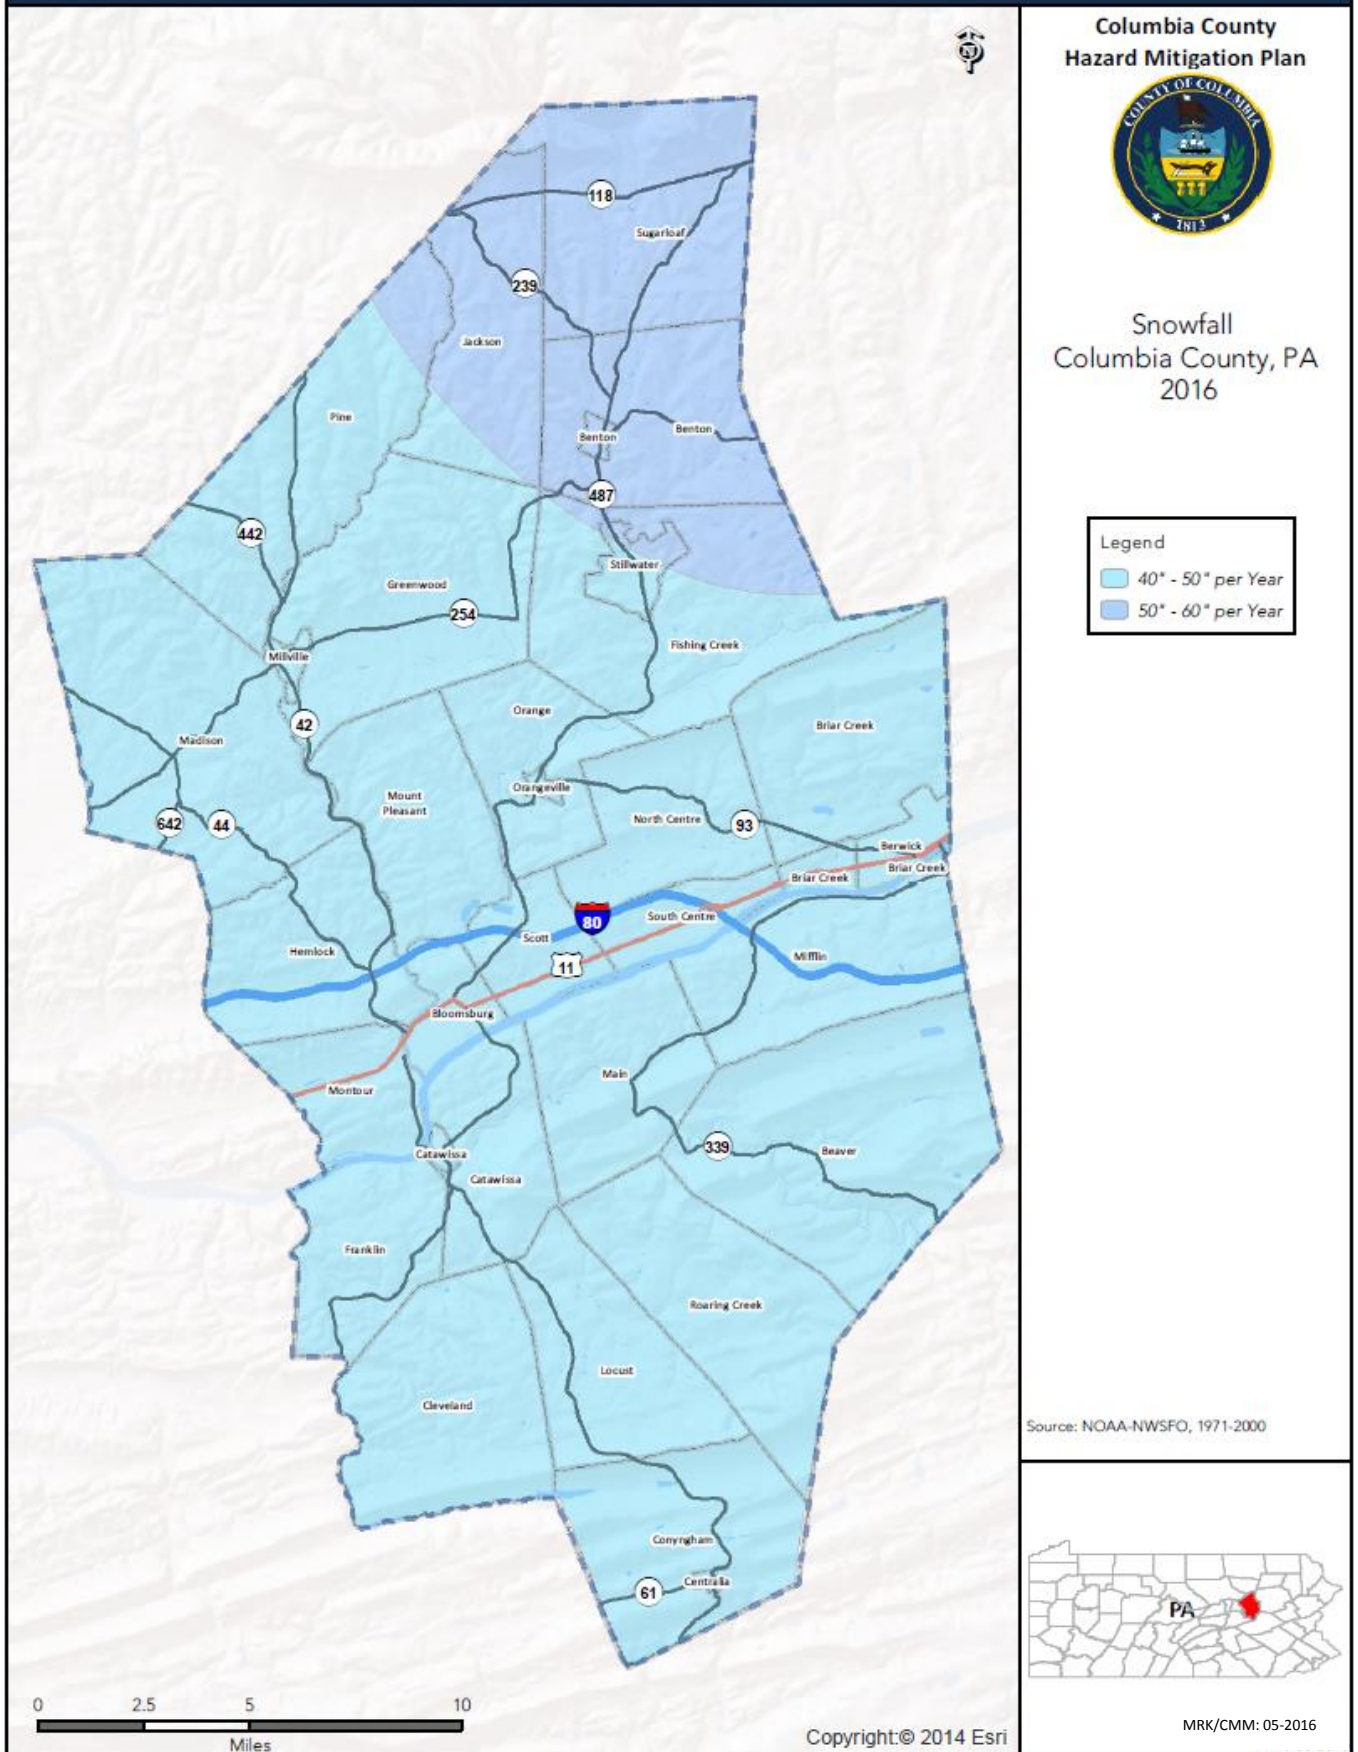 Columbia County
Hazard Mitigation Plan
COUNTY OF COLUMBIA
1813
Snowfall
Columbia County, PA
2016
Legend
40" - 50" per Year
50" - 60" per Year
Source: NOAA-NWSFO, 1971-2000
PA
MRK/CMM: 05-2016
N
118
Sugarloaf
239
Jackson
Pine
Benton
Benton
487
442
Stillwater
Greenwood
254
Fishing Creek
Millville
Orange
42
Briar Creek
Madison
Orangeville
Mount
Pleasant
North Centre
642
44
93
Berwick
Briar Creek
Briar Creek
80
South Centre
Scott
Hemlock
Mifflin
11
Bloomsburg
Main
Montour
339
Beaver
Catawissa
Catawissa
Franklin
Roaring Creek
Locust
Cleveland
Conyngham
Centralia
61
0 2.5 5 10
Miles
Copyright:© 2014 Esri